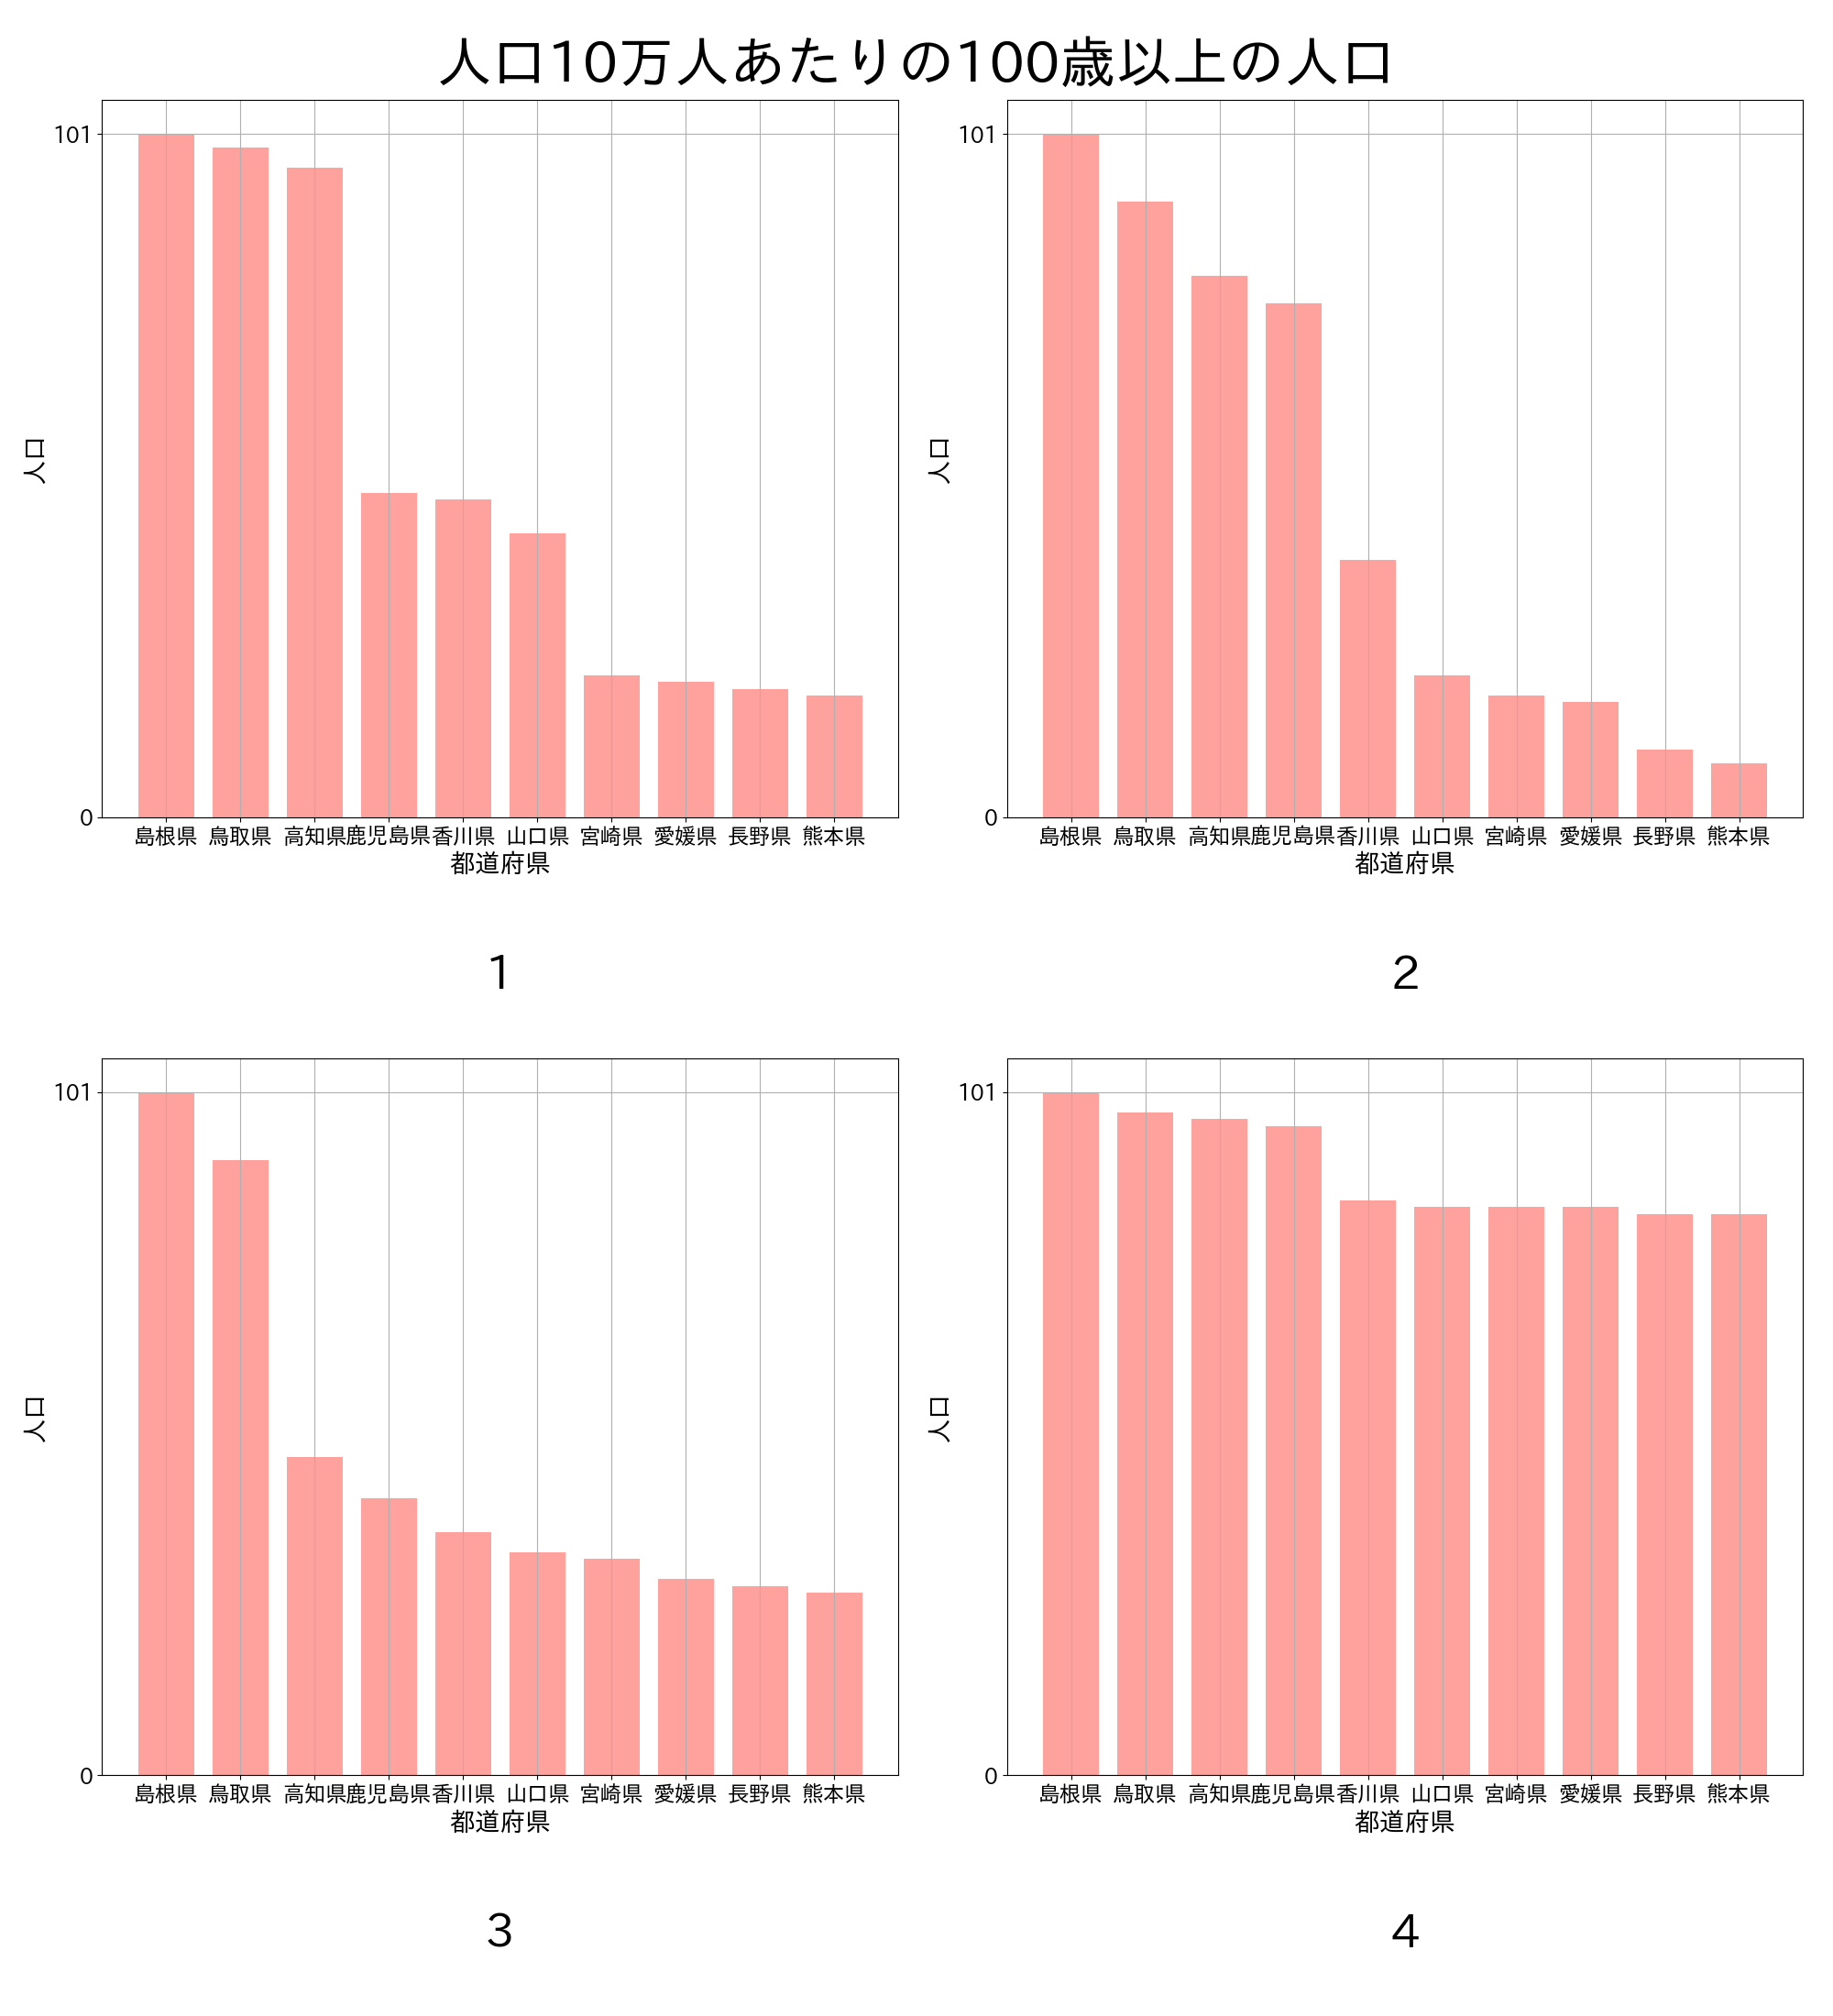 人口10万人あたりの100歳以上の人口
101
人口
0
島根県 鳥取県 高知県 鹿児島県 香川県 山口県 宮崎県 愛媛県 長野県 熊本県
都道府県
1
101
人口
0
島根県 鳥取県 高知県 鹿児島県 香川県 山口県 宮崎県 愛媛県 長野県 熊本県
都道府県
2
101
人口
0
島根県 鳥取県 高知県 鹿児島県 香川県 山口県 宮崎県 愛媛県 長野県 熊本県
都道府県
3
101
人口
0
島根県 鳥取県 高知県 鹿児島県 香川県 山口県 宮崎県 愛媛県 長野県 熊本県
都道府県
4